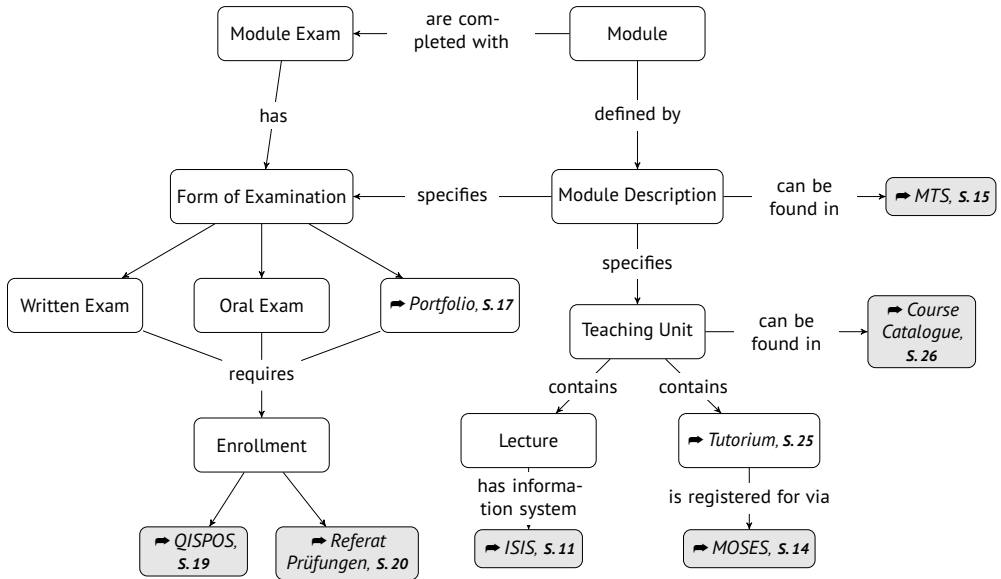 Module Exam
are com-
pleted with
Module
has
defined by
Form of Examination
specifies
Module Description
can be
found in
➦ MTS, S. 15
specifies
Written Exam
Oral Exam
➦ Portfolio, S. 17
Teaching Unit
can be
found in
➦ Course
Catalogue,
S. 26
requires
contains
contains
Enrollment
Lecture
➦ Tutorium, S. 25
has informa-
tion system
is registered for via
➦ QISPOS,
S. 19
➦ Referat
Prüfungen, S. 20
➦ ISIS, S. 11
➦ MOSES, S. 14